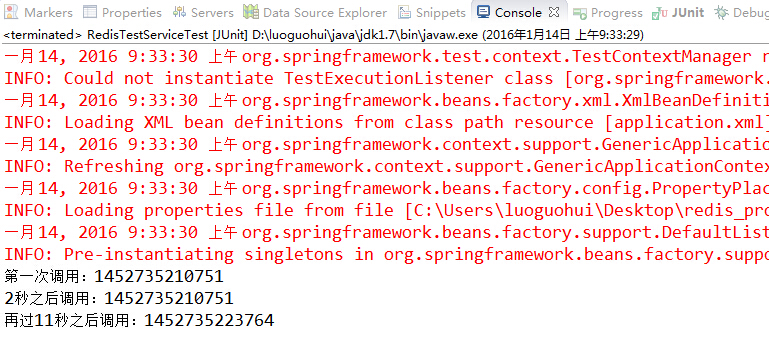 Markers Properties Servers Data Source Explorer Snippets Console Progress JUnit Debug
<terminated> RedisTestServiceTest [JUnit] D:\luoguohui\java\jdk1.7\bin\javaw.exe (2016年1月14日 上午9:33:29)
一月14, 2016 9:33:30 上午 org.springframework.test.context.TestContextManager
INFO: Could not instantiate TestExecutionListener class [org.springframework.
一月14, 2016 9:33:30 上午 org.springframework.beans.factory.xml.XmlBeanDefiniti
INFO: Loading XML bean definitions from class path resource [application.xml]
一月14, 2016 9:33:30 上午 org.springframework.context.support.GenericApplicatio
INFO: Refreshing org.springframework.context.support.GenericApplicationContex
一月14, 2016 9:33:30 上午 org.springframework.beans.factory.config.PropertyPlac
INFO: Loading properties file from file [C:\Users\luoguohui\Desktop\redis_pro
一月14, 2016 9:33:30 上午 org.springframework.beans.factory.support.DefaultList
INFO: Pre-instantiating singletons in org.springframework.beans.factory.suppo
第一次调用：1452735210751
2秒之后调用：1452735210751
再过11秒之后调用：1452735223764